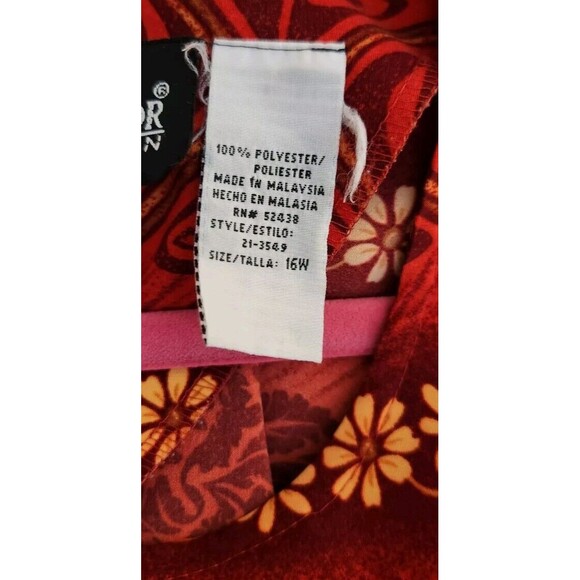 100% POLYESTER/
POLIESTER
MADE IN MALAYSIA
HECHO EN MALASIA
RN# 52438
STYLE/ESTILO:
21-3549
SIZE/TALLA: 16W